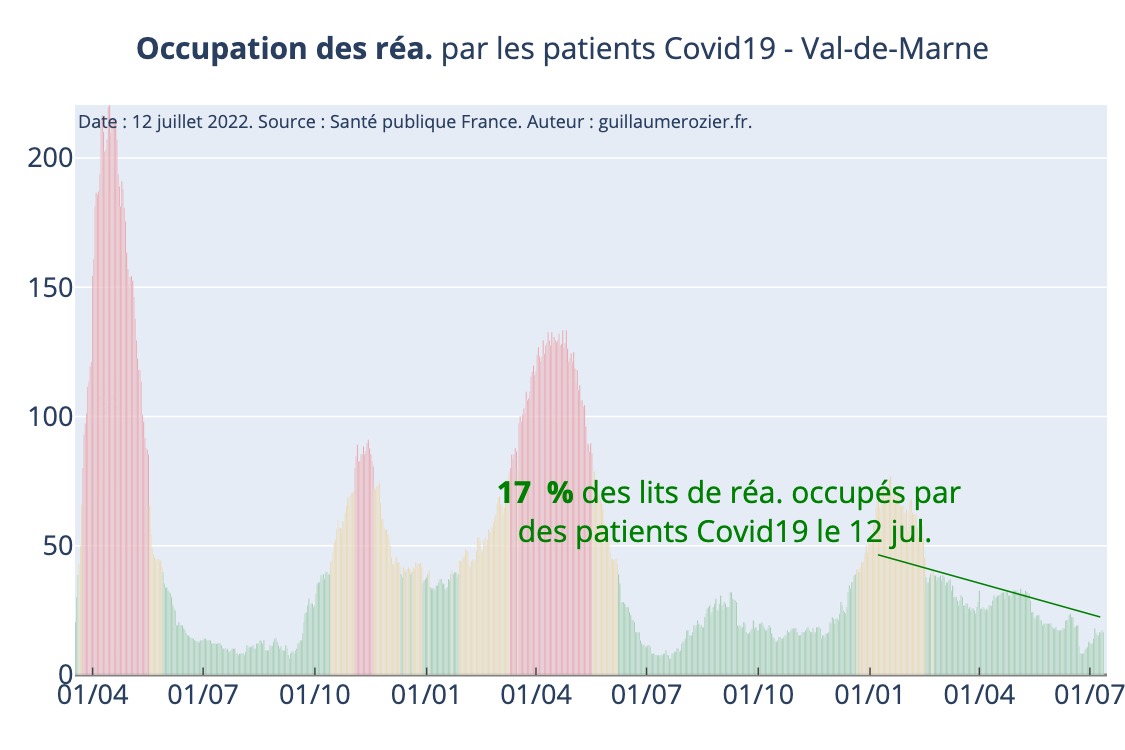 Occupation des réa. par les patients Covid19 - Val-de-Marne
Date : 12 juillet 2022. Source : Santé publique France. Auteur : guillaumerozier.fr.
200
150
100
17 % des lits de réa. occupés par
des patients Covid19 le 12 jul.
50
0
01/04 01/07 01/10 01/01 01/04 01/07 01/10 01/01 01/04 01/07